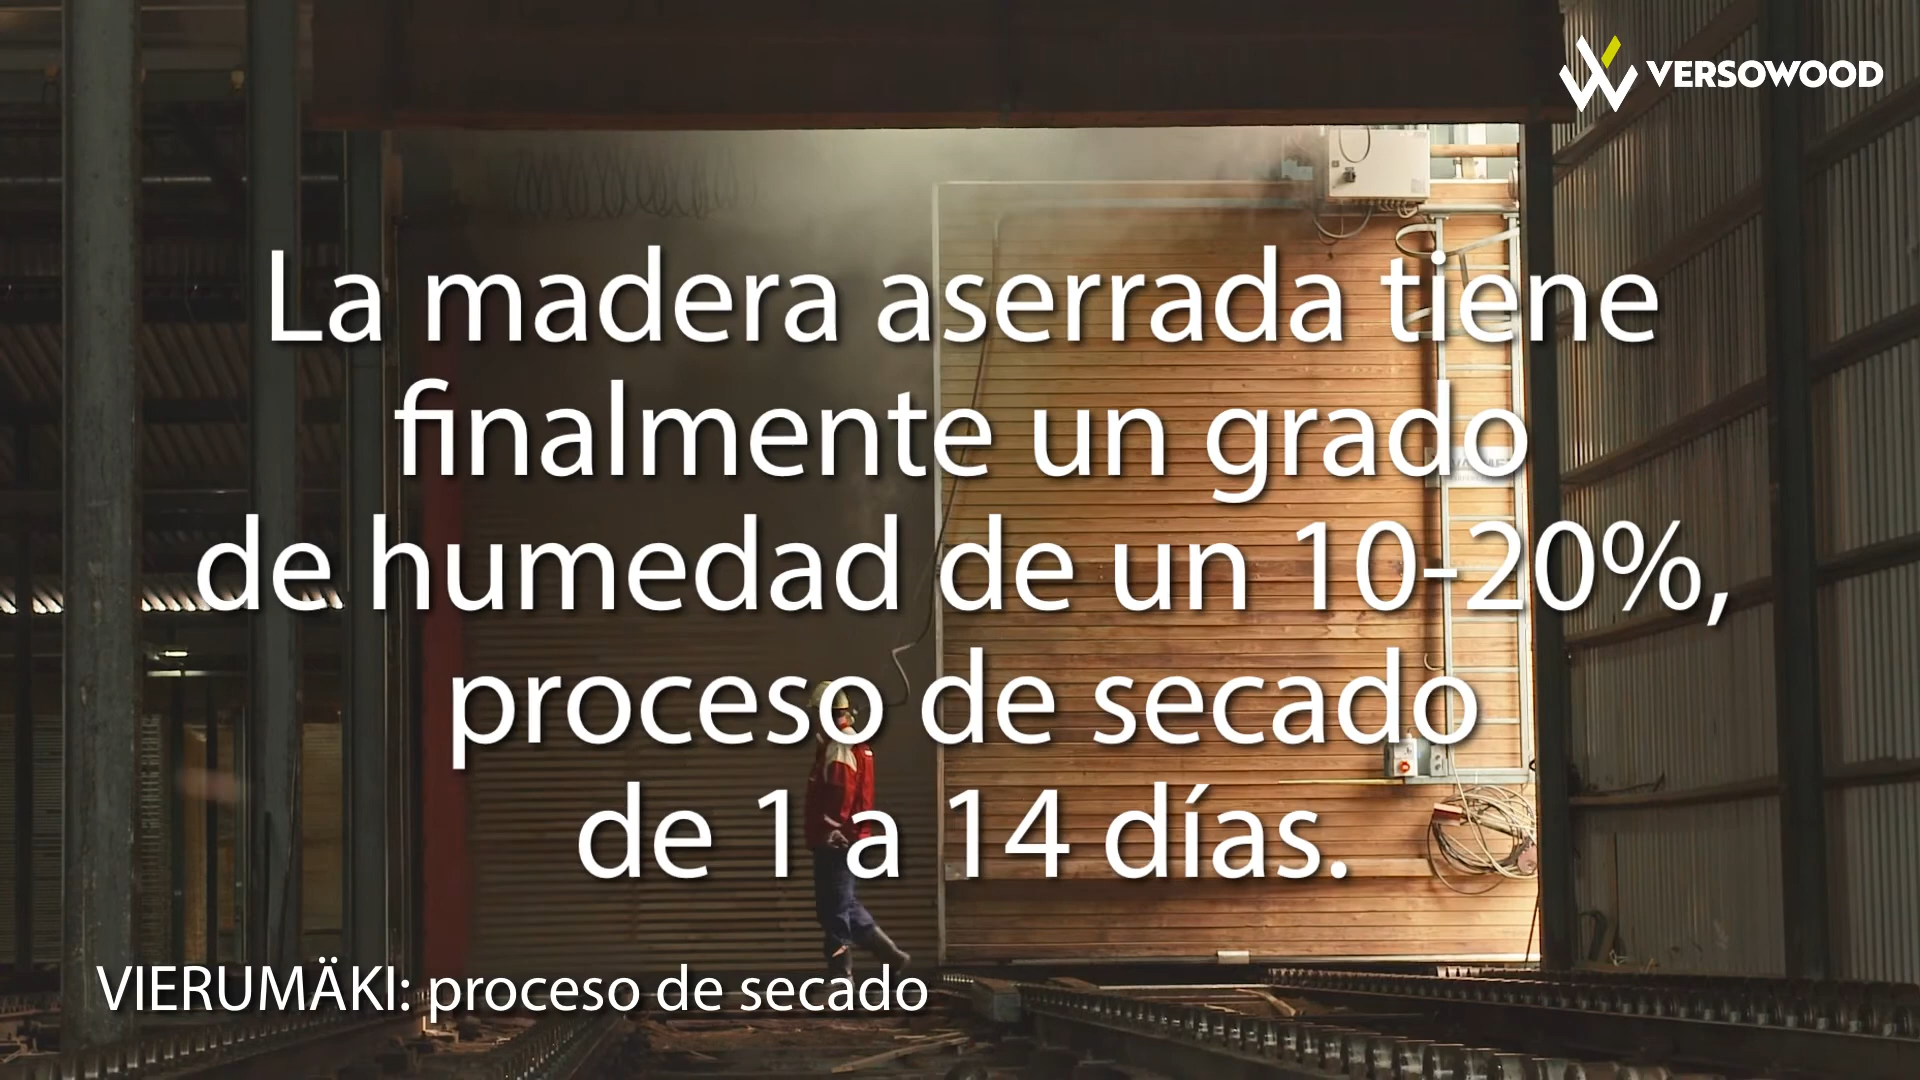 VERSOWOOD
La madera aserrada tiene
finalmente un grado
de humedad de un 10-20%,
proceso de secado
de 1 a 14 días.
VIERUMÄKI: proceso de secado